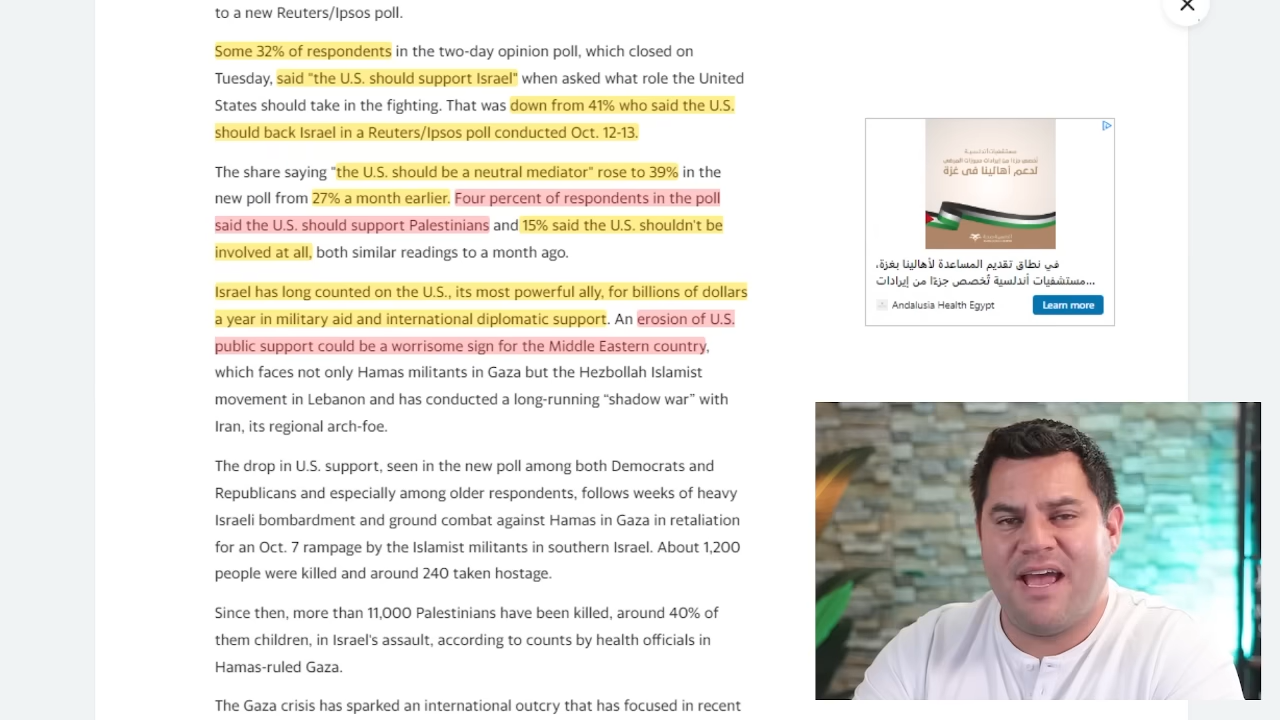 to a new Reuters/Ipsos poll.
Some 32% of respondents in the two-day opinion poll, which closed on
Tuesday, said "the U.S. should support Israel" when asked what role the United
States should take in the fighting. That was down from 41% who said the U.S.
should back Israel in a Reuters/Ipsos poll conducted Oct. 12-13.
The share saying "the U.S. should be a neutral mediator" rose to 39% in the
new poll from 27% a month earlier. Four percent of respondents in the poll
said the U.S. should support Palestinians and 15% said the U.S. shouldn't be
involved at all, both similar readings to a month ago.
Israel has long counted on the U.S., its most powerful ally, for billions of dollars
a year in military aid and international diplomatic support. An erosion of U.S.
public support could be a worrisome sign for the Middle Eastern country,
which faces not only Hamas militants in Gaza but the Hezbollah Islamist
movement in Lebanon and has conducted a long-running “shadow war” with
Iran, its regional arch-foe.
The drop in U.S. support, seen in the new poll among both Democrats and
Republicans and especially among older respondents, follows weeks of heavy
Israeli bombardment and ground combat against Hamas in Gaza in retaliation
for an Oct. 7 rampage by the Islamist militants in southern Israel. About 1,200
people were killed and around 240 taken hostage.
Since then, more than 11,000 Palestinians have been killed, around 40% of
them children, in Israel's assault, according to counts by health officials in
Hamas-ruled Gaza.
The Gaza crisis has sparked an international outcry that has focused in recent
لدعم أهالينا في غزة
في نطاق تقديم المساعدة لأهالينا بغزة،
مستشفيات أندلسية تُخصص جزءًا من إيرادات...
Andalusia Health Egypt
Learn more